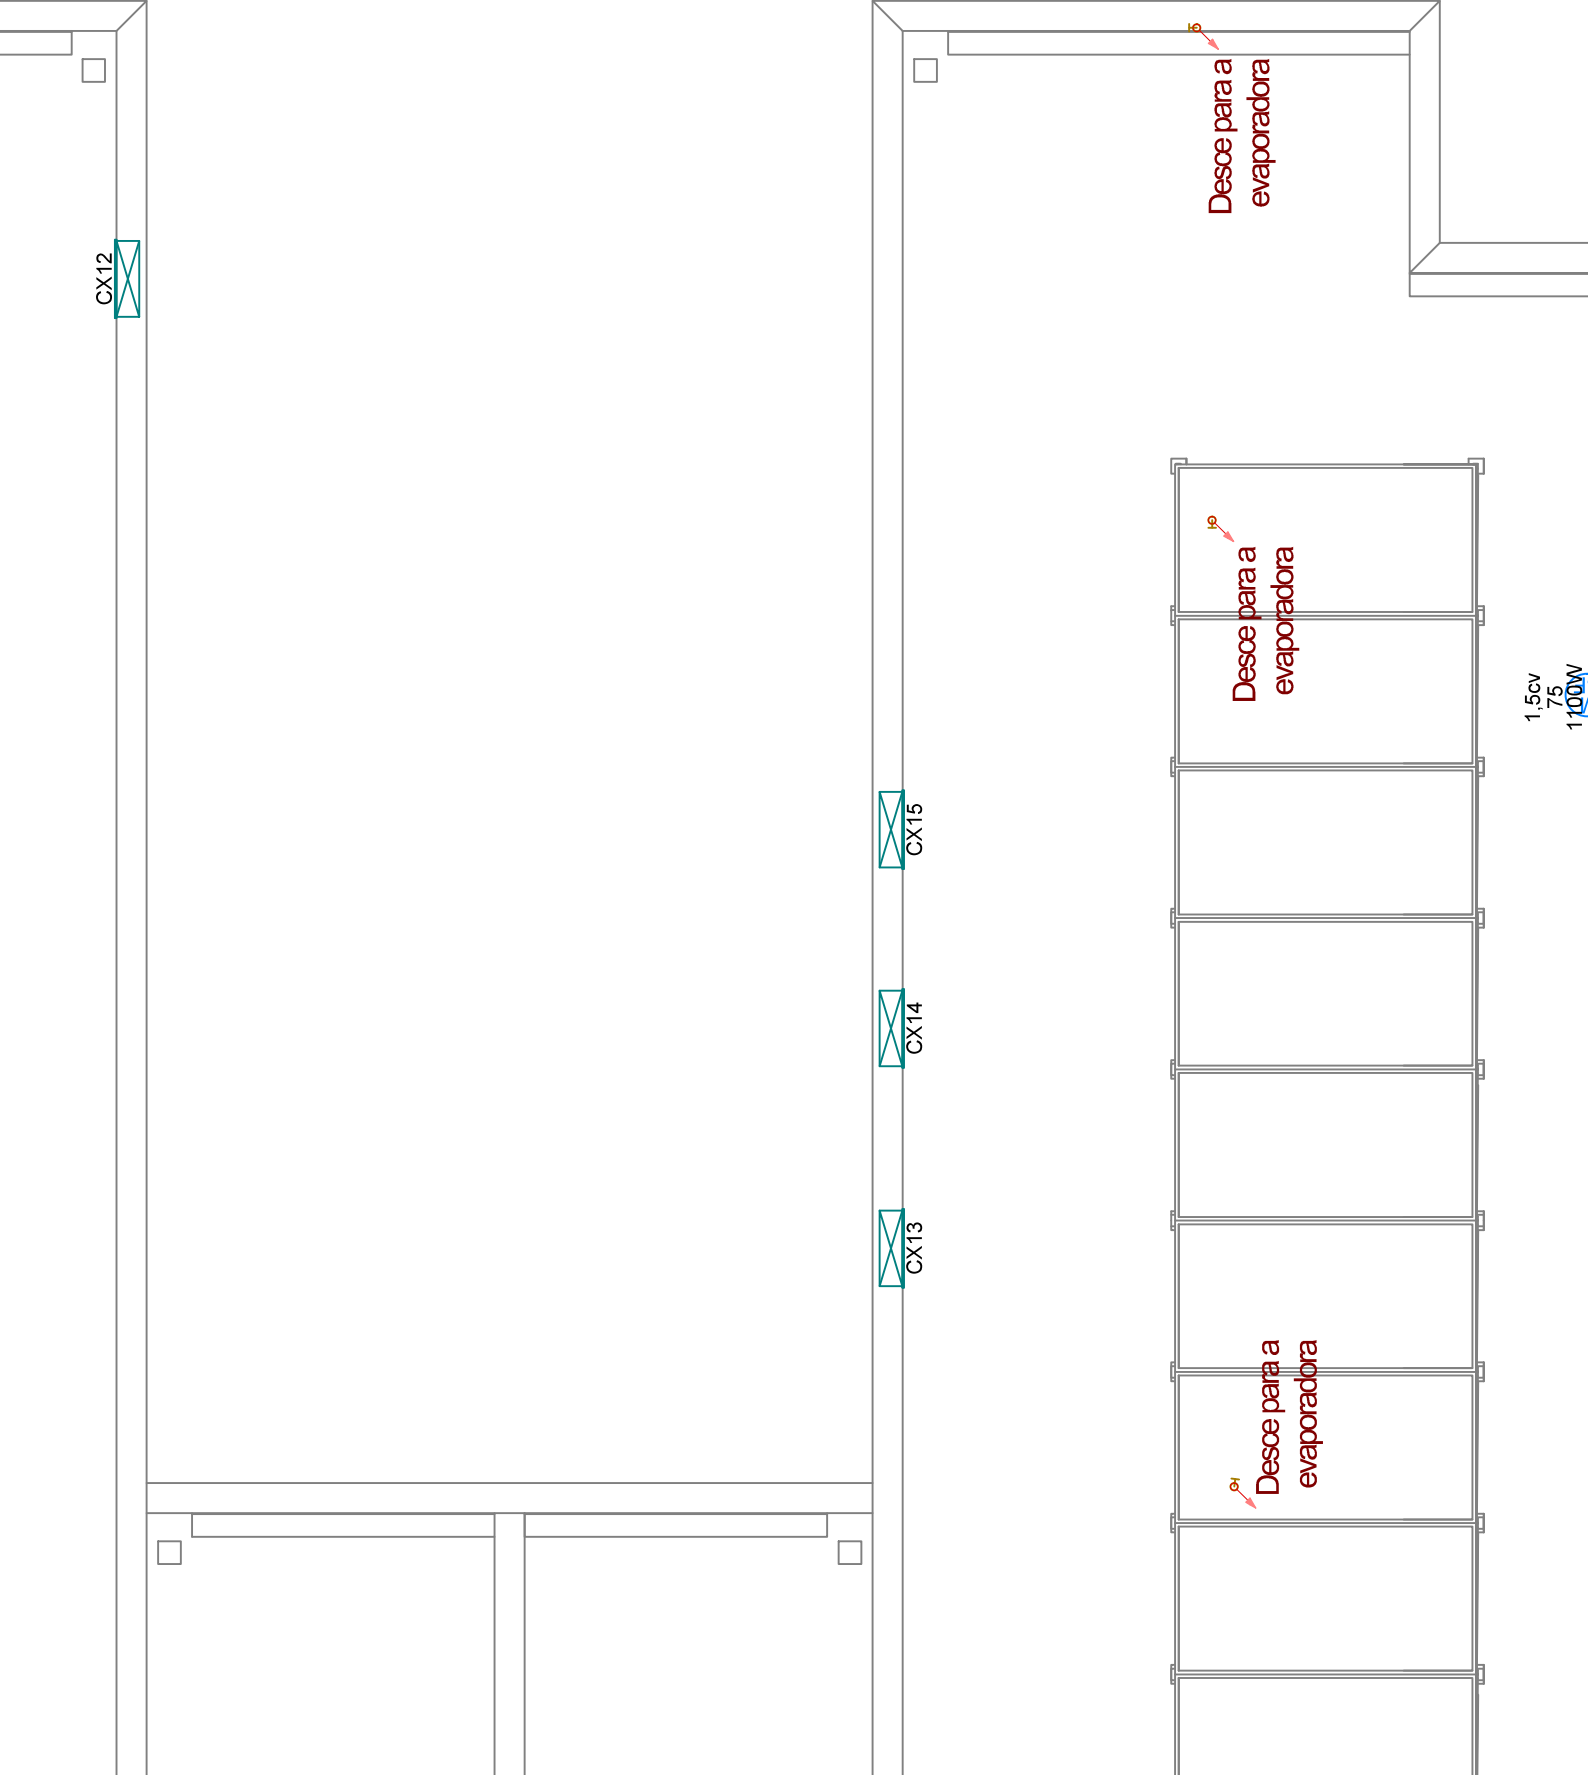 Desce para a
evaporadora
CX12
Desce para a
evaporadora
1,5cv
75
1100W
CX15
CX14
CX13
Desce para a
evaporadora